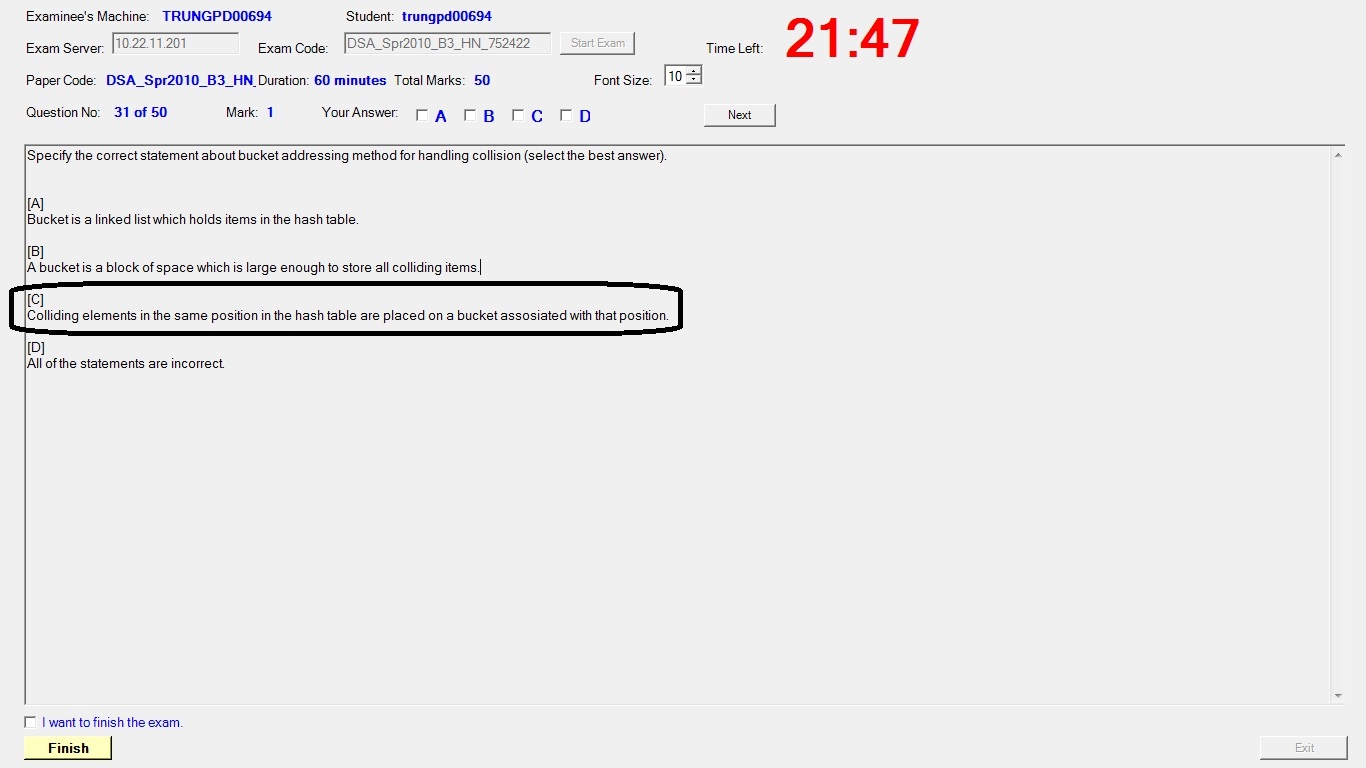 Examinee's Machine: TRUNGPD00694 Student: trungpd00694
21:47
Exam Server: 10.22.11.201 Exam Code: DSA_Spr2010_B3_HN_752422 Start Exam Time Left:
Paper Code: DSA_Spr2010_B3_HN_ Duration: 60 minutes Total Marks: 50 Font Size: 10
Question No: 31 of 50 Mark: 1 Your Answer: A B C D Next
Specify the correct statement about bucket addressing method for handling collision (select the best answer).
[A]
Bucket is a linked list which holds items in the hash table.
[B]
A bucket is a block of space which is large enough to store all colliding items.
[C]
Colliding elements in the same position in the hash table are placed on a bucket assosiated with that position.
[D]
All of the statements are incorrect.
I want to finish the exam.
Finish Exit